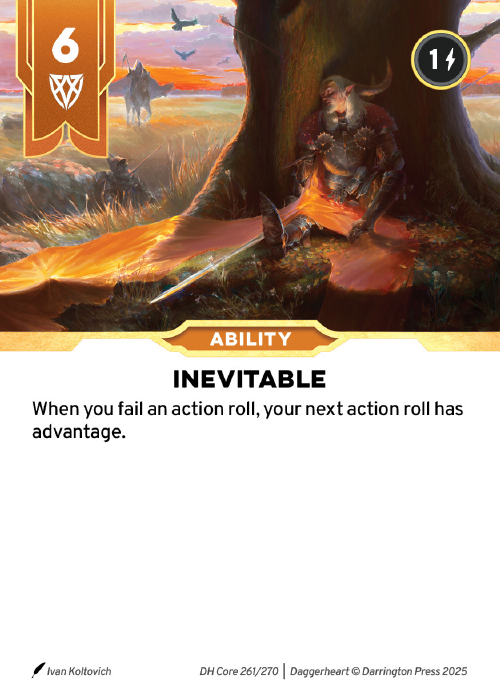 6
1
ABILITY
INEVITABLE
When you fail an action roll, your next action roll has
advantage.
Ivan Koltovich
DH Core 261/270 | Daggerheart © Darrington Press 2025